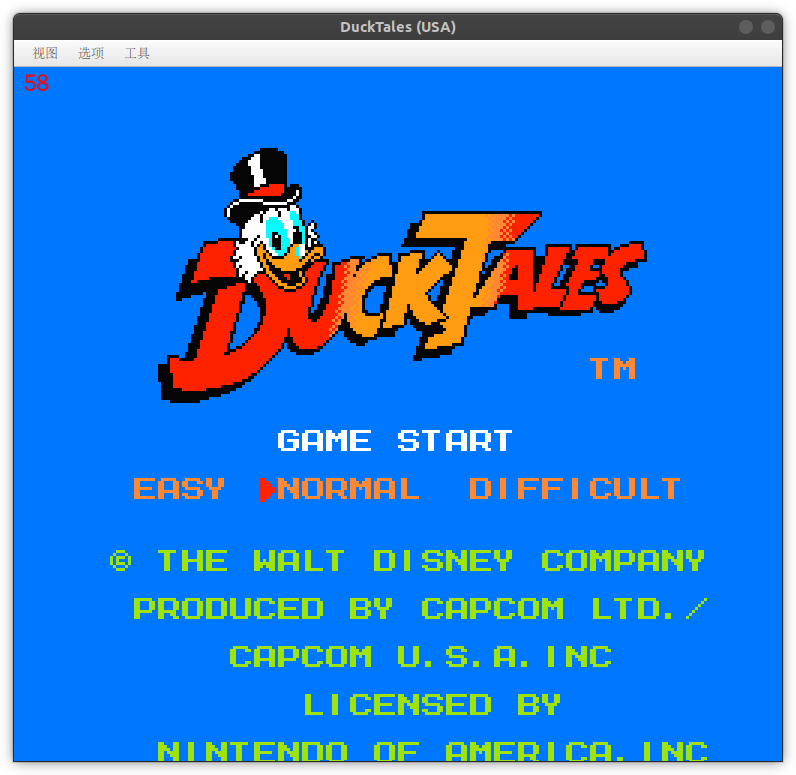 DuckTales (USA)
视图 选项 工具
58
DUCKTALES
TM
GAME START
EASY NORMAL DIFFICULT
© THE WALT DISNEY COMPANY
PRODUCED BY CAPCOM LTD./
CAPCOM U.S.A.INC
LICENSED BY
NINTENDO OF AMERICA.INC